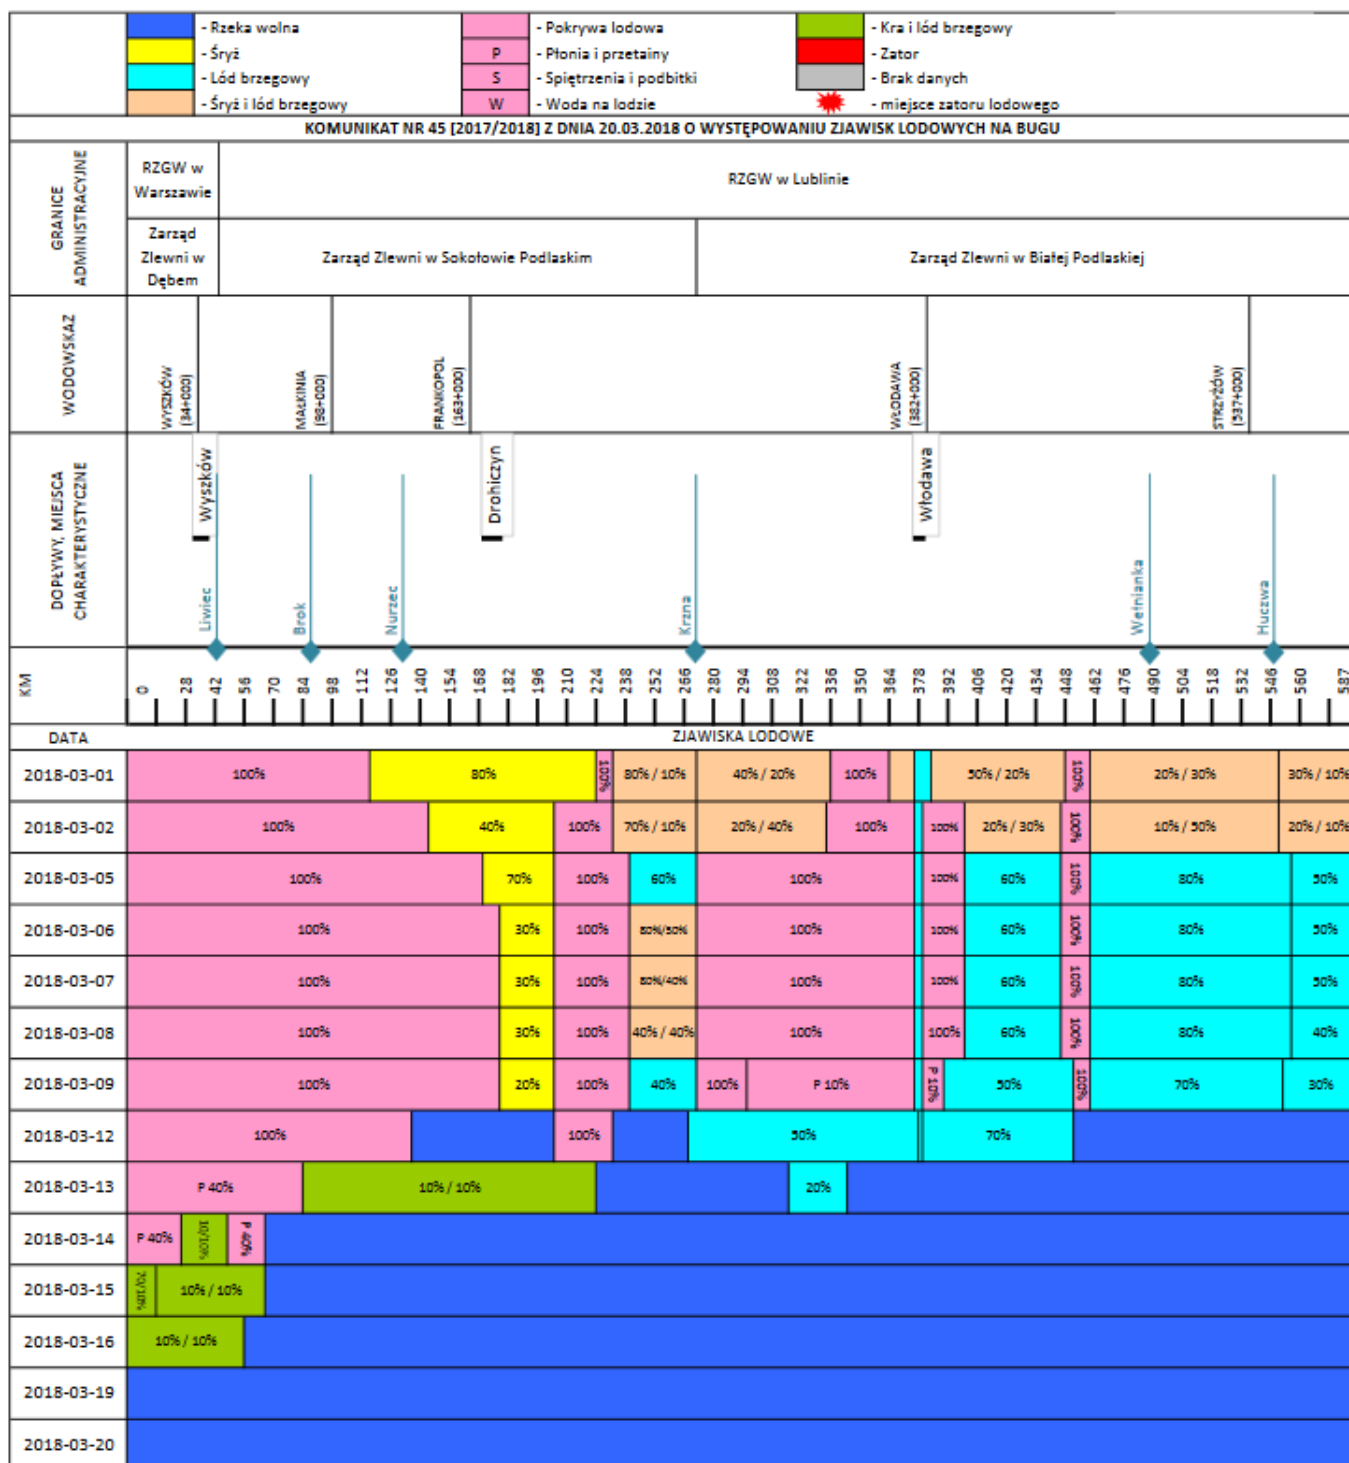 - Rzeka wolna
- Pokrywa lodowa
- Kra i lód brzegowy
- Śryż
P
- Płonia i przetainy
- Zator
- Lód brzegowy
S
- Spiętrzenia i podbitki
- Brak danych
- Śryż i lód brzegowy
W
- Woda na lodzie
- miejsce zatoru lodowego
KOMUNIKAT NR 45 [2017/2018] Z DNIA 20.03.2018 O WYSTĘPOWANIU ZJAWISK LODOWYCH NA BUGU
GRANICE
ADMINISTRACYJNE
RZGW w
Warszawie
RZGW w Lublinie
Zarząd
Zlewni w
Dębem
Zarząd Zlewni w Sokołowie Podlaskim
Zarząd Zlewni w Białej Podlaskiej
WODOWSKAZ
WYSZKÓW
(34+000)
MAŁKINIA
(98+000)
FRANKOPOL
(163+000)
WŁODAWA
(382+000)
STRZYŻÓW
(537+000)
DOPŁYWY, MIEJSCA
CHARAKTERYSTYCZNE
Wyszków
Drohiczyn
Włodawa
Liwiec
Brok
Nurzec
Krzna
Wełnianka
Huczwa
KM
0 28 42 56 70 84 98 112 126 140 154 168 182 196 210 224 238 252 266 280 294 308 322 336 350 364 378 392 406 420 434 448 462 476 490 504 518 532 546 560 587
DATA
ZJAWISKA LODOWE
2018-03-01 100% 80% 100% 80% / 10% 40% / 20% 100% 50% / 20% 100% 20% / 30% 30% / 10%
2018-03-02 100% 40% 100% 70% / 10% 20% / 40% 100% 100% 20% / 30% 100% 10% / 50% 20% / 10%
2018-03-05 100% 70% 100% 60% 100% 100% 60% 100% 80% 50%
2018-03-06 100% 30% 100% 80%/50% 100% 100% 60% 100% 80% 50%
2018-03-07 100% 30% 100% 80%/40% 100% 100% 60% 100% 80% 50%
2018-03-08 100% 30% 100% 40% / 40% 100% 100% 60% 100% 80% 40%
2018-03-09 100% 20% 100% 40% 100% P 10% P 10% 50% 100% 70% 30%
2018-03-12 100% 100% 50% 70%
2018-03-13 P 40% 10% / 10% 20%
2018-03-14 P 40% 10/10% P 40%
2018-03-15 70/10% 10% / 10%
2018-03-16 10% / 10%
2018-03-19
2018-03-20